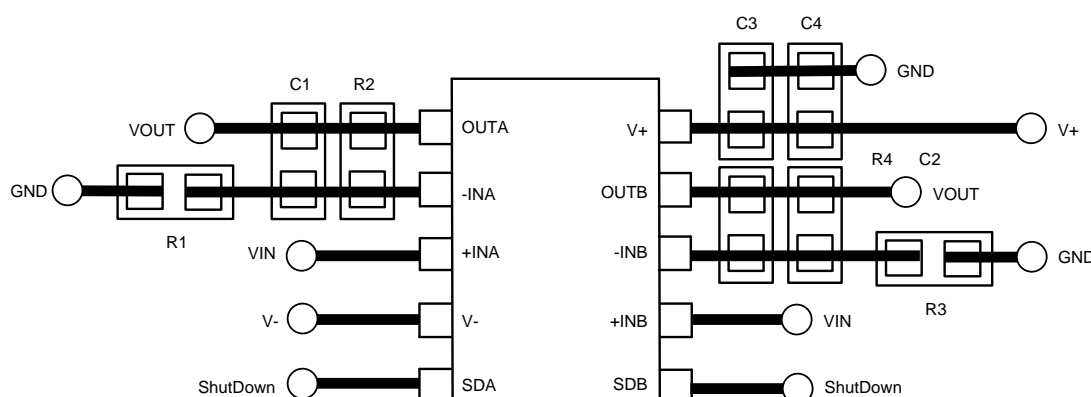 C3
C4
GND
C1
R2
VOUT
OUTA
V+
V+
R4
C2
GND
-INA
OUTB
VOUT
R1
VIN
+INA
-INB
GND
R3
V-
V-
+INB
VIN
ShutDown
SDA
SDB
ShutDown